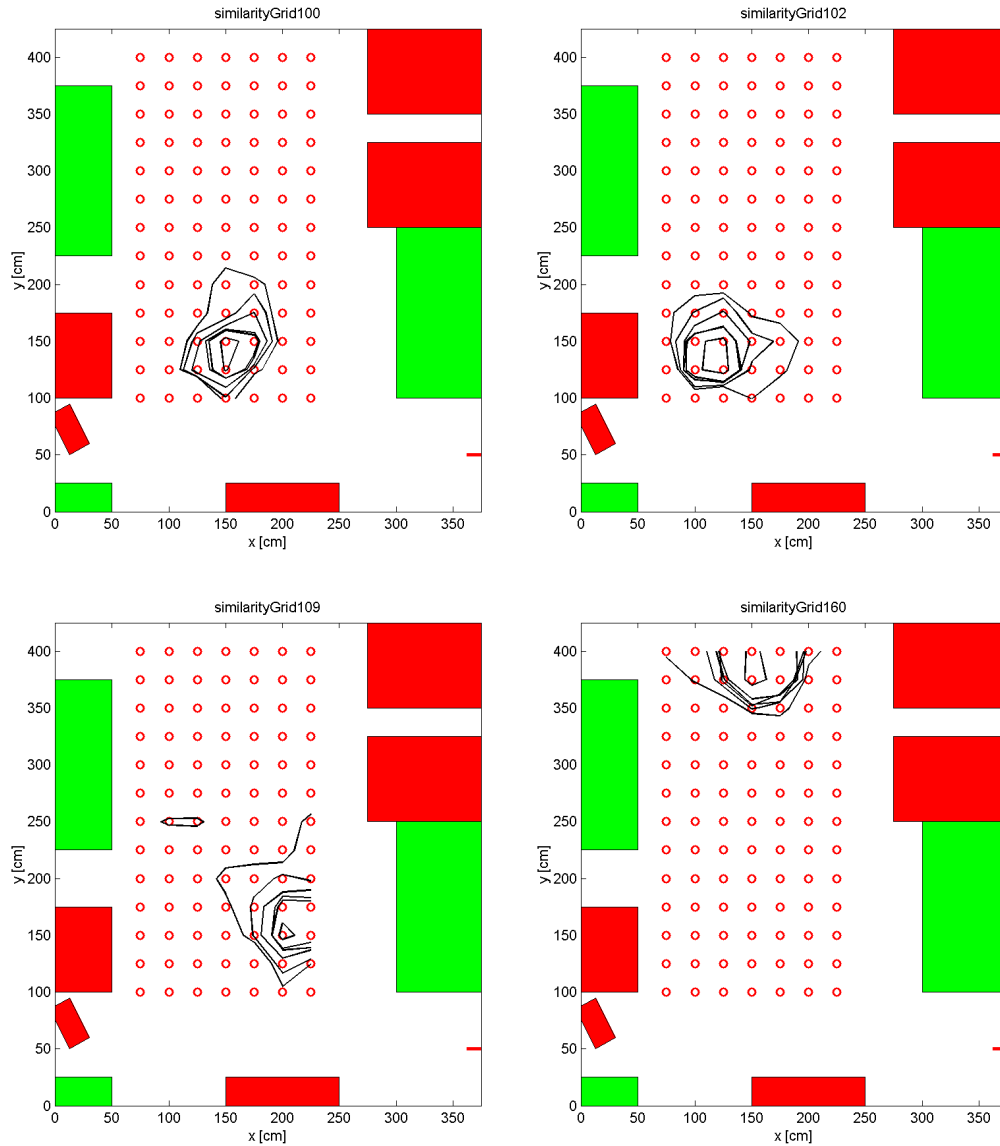 similarityGrid100
400
350
300
250
200
150
100
50
0
y [cm]
0 50 100 150 200 250 300 350
x [cm]
similarityGrid102
400
350
300
250
200
150
100
50
0
y [cm]
0 50 100 150 200 250 300 350
x [cm]
similarityGrid109
400
350
300
250
200
150
100
50
0
y [cm]
0 50 100 150 200 250 300 350
x [cm]
similarityGrid160
400
350
300
250
200
150
100
50
0
y [cm]
0 50 100 150 200 250 300 350
x [cm]